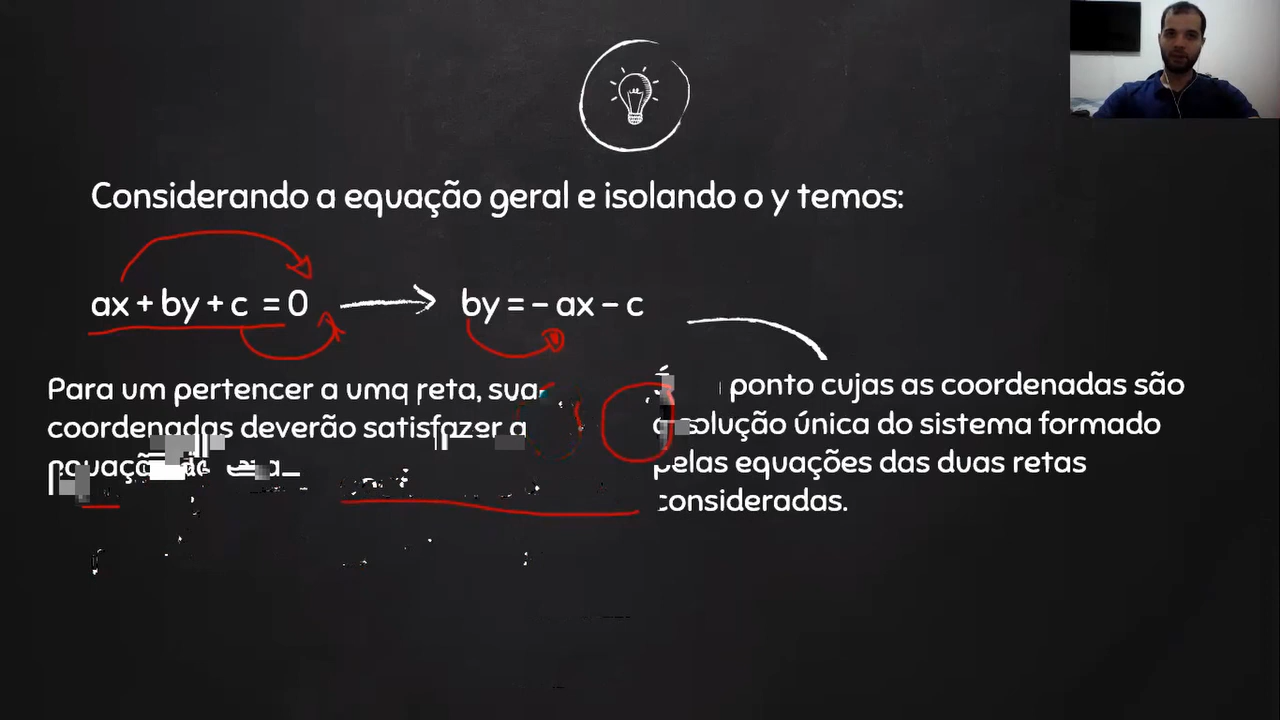 Considerando a equação geral e isolando o y temos:
ax + by + c = 0
by = – ax – c
Para um pertencer a uma reta, sua
coordenadas deverão satisfazer a
ponto cujas as coordenadas são
solução única do sistema formado
pelas equações das duas retas
consideradas.